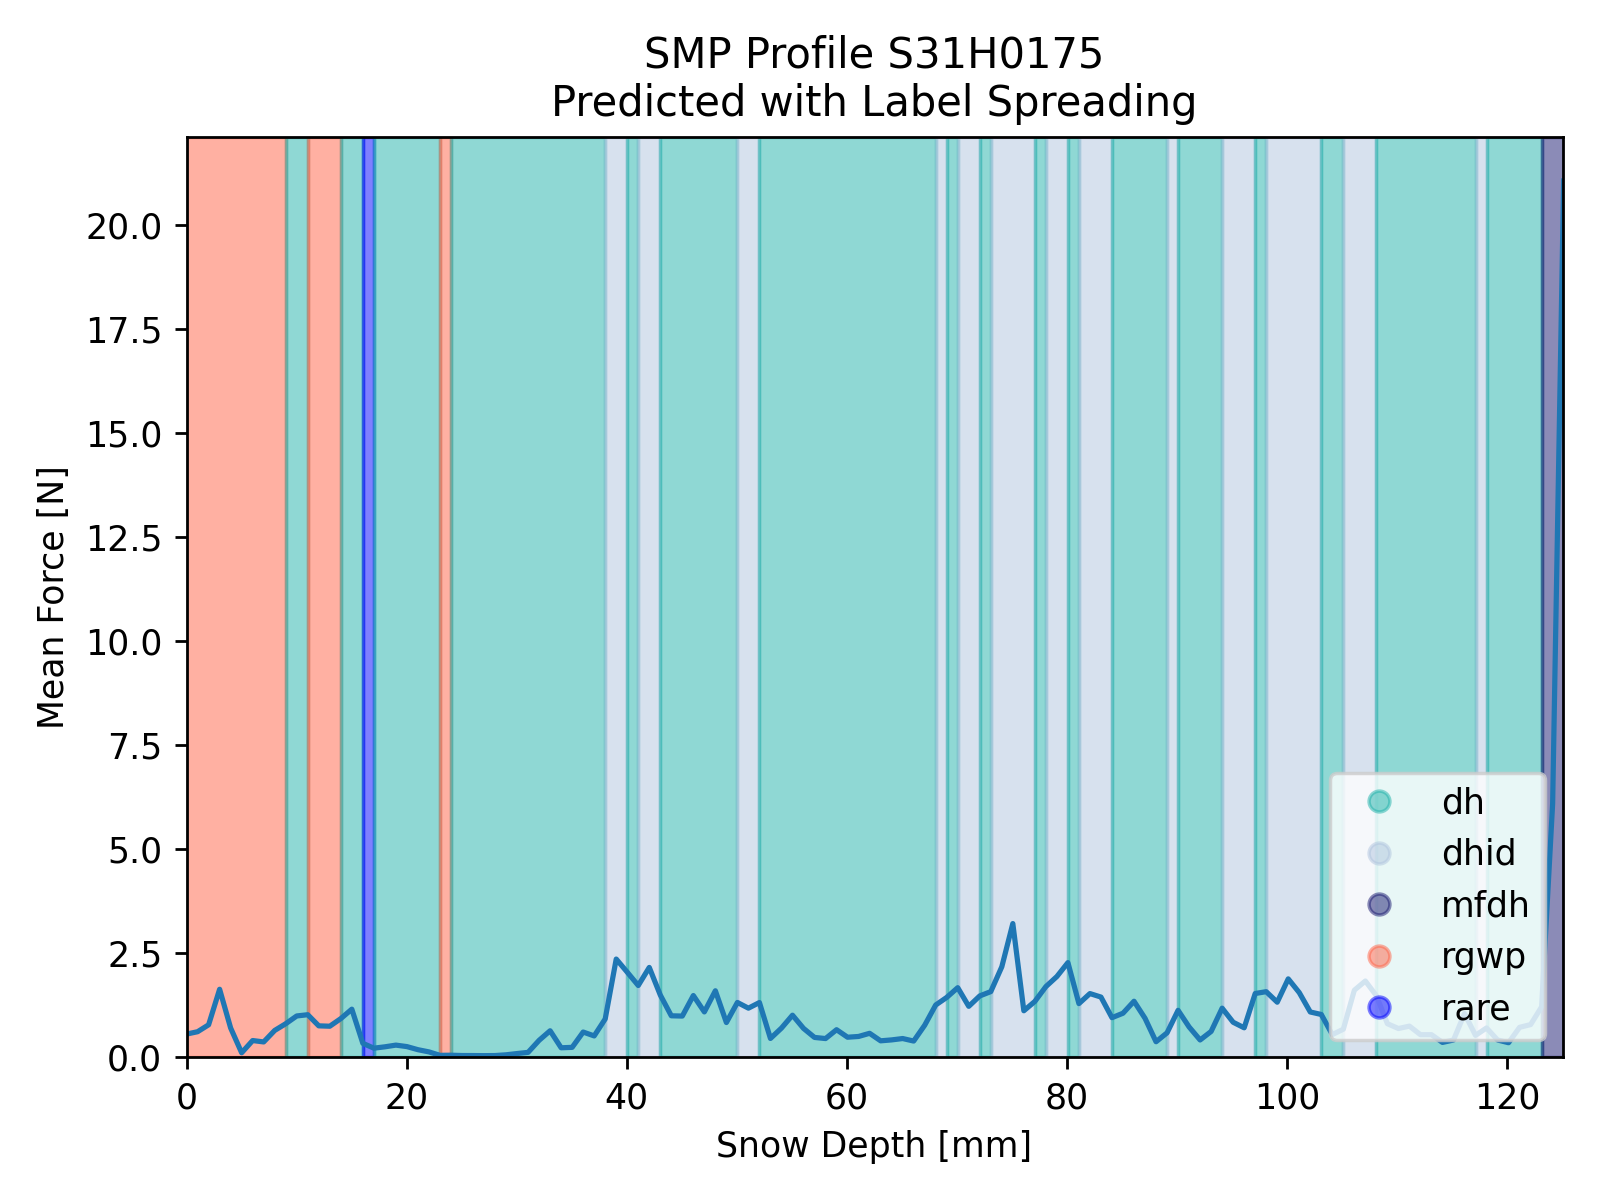 SMP Profile S31H0175
Predicted with Label Spreading
Mean Force [N]
20.0
17.5
15.0
12.5
10.0
7.5
5.0
2.5
0.0
dh
dhid
mfdh
rgwp
rare
0 20 40 60 80 100 120
Snow Depth [mm]